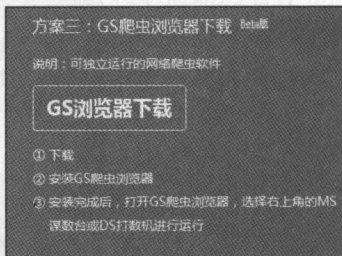 方案三：GS爬虫浏览器下载 Beta版
说明：可独立运行的网络爬虫软件
GS浏览器下载
① 下载
② 安装GS爬虫浏览器
③ 安装完成后，打开GS爬虫浏览器，选择右上角的MS
谋数台或DS打数机进行运行